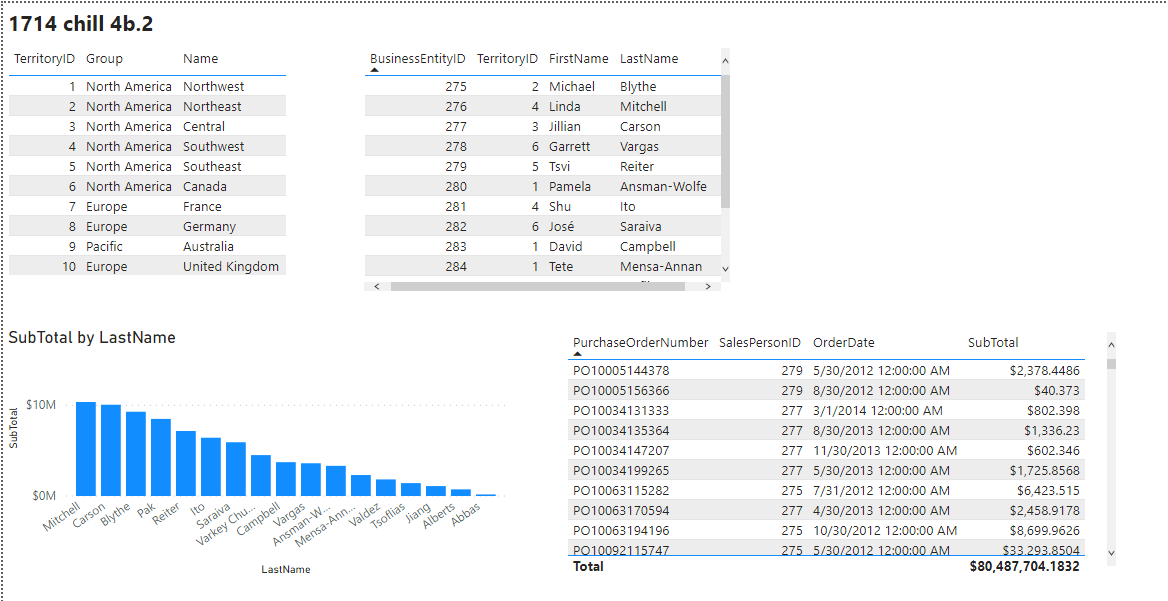 1714 chill 4b.2
TerritoryID Group Name
1 North America Northwest
2 North America Northeast
3 North America Central
4 North America Southwest
5 North America Southeast
6 North America Canada
7 Europe France
8 Europe Germany
9 Pacific Australia
10 Europe United Kingdom
BusinessEntityID TerritoryID FirstName LastName
275 2 Michael Blythe
276 4 Linda Mitchell
277 3 Jillian Carson
278 6 Garrett Vargas
279 5 Tsvi Reiter
280 1 Pamela Ansman-Wolfe
281 4 Shu Ito
282 6 José Saraiva
283 1 David Campbell
284 1 Tete Mensa-Annan
SubTotal by LastName
SubTotal
$10M
$0M
Mitchell
Carson
Blythe
Pak
Reiter
Ito
Saraiva
Varkey Chu...
Campbell
Vargas
Ansman-W...
Mensa-Ann...
Valdez
Tsoflias
Jiang
Alberts
Abbas
LastName
PurchaseOrderNumber SalesPersonID OrderDate SubTotal
PO10005144378 279 5/30/2012 12:00:00 AM $2,378.4486
PO10005156366 279 8/30/2012 12:00:00 AM $40.373
PO10034131333 277 3/1/2014 12:00:00 AM $802.398
PO10034135364 277 8/30/2013 12:00:00 AM $1,336.23
PO10034147207 277 11/30/2013 12:00:00 AM $602.346
PO10034199265 277 5/30/2013 12:00:00 AM $1,725.8568
PO10063115282 275 7/31/2012 12:00:00 AM $6,423.515
PO10063170594 277 4/30/2013 12:00:00 AM $2,458.9178
PO10063194196 275 10/30/2012 12:00:00 AM $8,699.9626
PO10092115747 275 5/30/2012 12:00:00 AM $33,293.8504
Total $80,487,704.1832